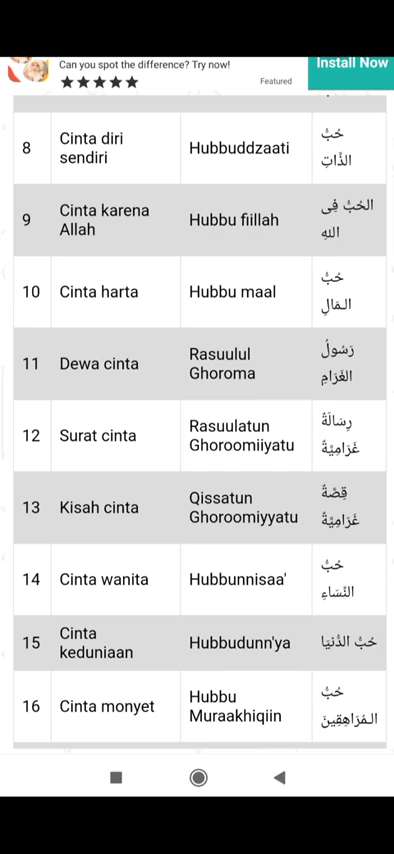 Can you spot the difference? Try now!
Install Now
★★★★★
Featured
8 Cinta diri sendiri Hubbuddzaati حُبُّ الذَّاتِ
9 Cinta karena Allah Hubbu fiillah الحُبُّ فِى اللهِ
10 Cinta harta Hubbu maal حُبُّ المَالِ
11 Dewa cinta Rasuulul Ghoroma رَسُولُ الغَرَامِ
12 Surat cinta Rasuulatun Ghoroomiiyatu رِسَالَةٌ غَرَامِيَّةٌ
13 Kisah cinta Qissatun Ghoroomiyyatu قِصَّةٌ غَرَامِيَّةٌ
14 Cinta wanita Hubbunnisaa' حُبُّ النِّسَاءِ
15 Cinta keduniaan Hubbudunn'ya حُبُّ الدُّنيَا
16 Cinta monyet Hubbu Muraakhiqiin حُبُّ المُرَاهِقِينَ